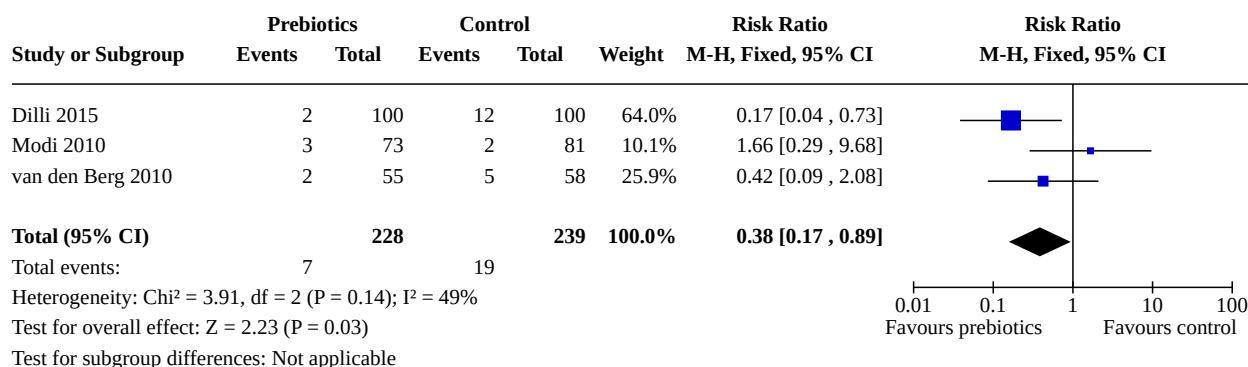 Prebiotics Control Risk Ratio Risk Ratio
Study or Subgroup Events Total Events Total Weight M-H, Fixed, 95% CI M-H, Fixed, 95% CI
Dilli 2015 2 100 12 100 64.0% 0.17 [0.04 , 0.73]
Modi 2010 3 73 2 81 10.1% 1.66 [0.29 , 9.68]
van den Berg 2010 2 55 5 58 25.9% 0.42 [0.09 , 2.08]
Total (95% CI) 228 239 100.0% 0.38 [0.17 , 0.89]
Total events: 7 19
Heterogeneity: Chi² = 3.91, df = 2 (P = 0.14); I² = 49%
0.01 0.1 1 10 100
Test for overall effect: Z = 2.23 (P = 0.03) Favours prebiotics Favours control
Test for subgroup differences: Not applicable